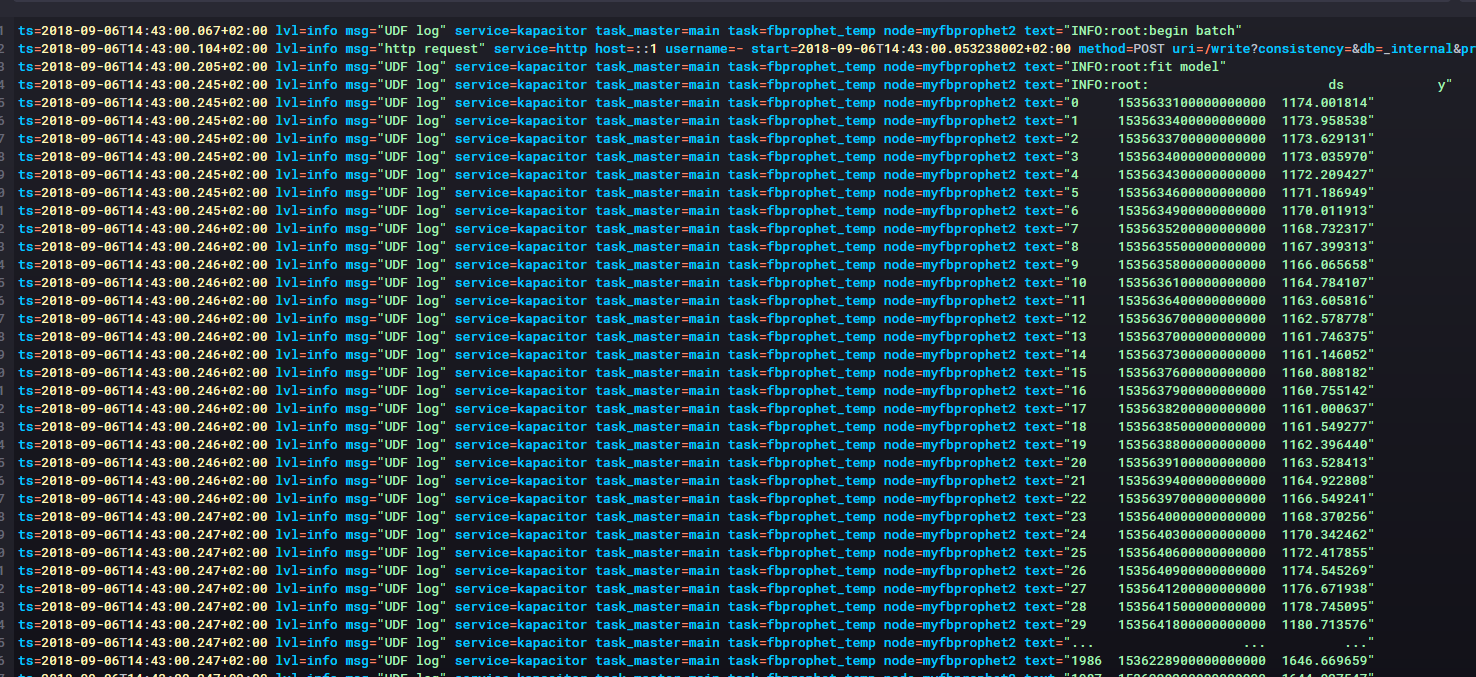 ts=2018-09-06T14:43:00.067+02:00 lvl=info msg="UDF log" service=kapacitor task_master=main task=fbprophet_temp node=myfbprophet2 text="INFO:root:begin batch"
ts=2018-09-06T14:43:00.104+02:00 lvl=info msg="http request" service=http host=::1 username=- start=2018-09-06T14:43:00.053238002+02:00 method=POST uri=/write?consistency=&db=_internal&pr
ts=2018-09-06T14:43:00.205+02:00 lvl=info msg="UDF log" service=kapacitor task_master=main task=fbprophet_temp node=myfbprophet2 text="INFO:root:fit model"
ts=2018-09-06T14:43:00.245+02:00 lvl=info msg="UDF log" service=kapacitor task_master=main task=fbprophet_temp node=myfbprophet2 text="INFO:root: ds y"
ts=2018-09-06T14:43:00.245+02:00 lvl=info msg="UDF log" service=kapacitor task_master=main task=fbprophet_temp node=myfbprophet2 text="0 1535633100000000000 1174.001814"
ts=2018-09-06T14:43:00.245+02:00 lvl=info msg="UDF log" service=kapacitor task_master=main task=fbprophet_temp node=myfbprophet2 text="1 1535633400000000000 1173.958538"
ts=2018-09-06T14:43:00.245+02:00 lvl=info msg="UDF log" service=kapacitor task_master=main task=fbprophet_temp node=myfbprophet2 text="2 1535633700000000000 1173.629131"
ts=2018-09-06T14:43:00.245+02:00 lvl=info msg="UDF log" service=kapacitor task_master=main task=fbprophet_temp node=myfbprophet2 text="3 1535634000000000000 1173.035970"
ts=2018-09-06T14:43:00.245+02:00 lvl=info msg="UDF log" service=kapacitor task_master=main task=fbprophet_temp node=myfbprophet2 text="4 1535634300000000000 1172.209427"
ts=2018-09-06T14:43:00.245+02:00 lvl=info msg="UDF log" service=kapacitor task_master=main task=fbprophet_temp node=myfbprophet2 text="5 1535634600000000000 1171.186949"
ts=2018-09-06T14:43:00.245+02:00 lvl=info msg="UDF log" service=kapacitor task_master=main task=fbprophet_temp node=myfbprophet2 text="6 1535634900000000000 1170.011913"
ts=2018-09-06T14:43:00.246+02:00 lvl=info msg="UDF log" service=kapacitor task_master=main task=fbprophet_temp node=myfbprophet2 text="7 1535635200000000000 1168.732317"
ts=2018-09-06T14:43:00.246+02:00 lvl=info msg="UDF log" service=kapacitor task_master=main task=fbprophet_temp node=myfbprophet2 text="8 1535635500000000000 1167.399313"
ts=2018-09-06T14:43:00.246+02:00 lvl=info msg="UDF log" service=kapacitor task_master=main task=fbprophet_temp node=myfbprophet2 text="9 1535635800000000000 1166.065658"
ts=2018-09-06T14:43:00.246+02:00 lvl=info msg="UDF log" service=kapacitor task_master=main task=fbprophet_temp node=myfbprophet2 text="10 1535636100000000000 1164.784107"
ts=2018-09-06T14:43:00.246+02:00 lvl=info msg="UDF log" service=kapacitor task_master=main task=fbprophet_temp node=myfbprophet2 text="11 1535636400000000000 1163.605816"
ts=2018-09-06T14:43:00.246+02:00 lvl=info msg="UDF log" service=kapacitor task_master=main task=fbprophet_temp node=myfbprophet2 text="12 1535636700000000000 1162.578778"
ts=2018-09-06T14:43:00.246+02:00 lvl=info msg="UDF log" service=kapacitor task_master=main task=fbprophet_temp node=myfbprophet2 text="13 1535637000000000000 1161.746375"
ts=2018-09-06T14:43:00.246+02:00 lvl=info msg="UDF log" service=kapacitor task_master=main task=fbprophet_temp node=myfbprophet2 text="14 1535637300000000000 1161.146052"
ts=2018-09-06T14:43:00.246+02:00 lvl=info msg="UDF log" service=kapacitor task_master=main task=fbprophet_temp node=myfbprophet2 text="15 1535637600000000000 1160.808182"
ts=2018-09-06T14:43:00.246+02:00 lvl=info msg="UDF log" service=kapacitor task_master=main task=fbprophet_temp node=myfbprophet2 text="16 1535637900000000000 1160.755142"
ts=2018-09-06T14:43:00.246+02:00 lvl=info msg="UDF log" service=kapacitor task_master=main task=fbprophet_temp node=myfbprophet2 text="17 1535638200000000000 1161.000637"
ts=2018-09-06T14:43:00.246+02:00 lvl=info msg="UDF log" service=kapacitor task_master=main task=fbprophet_temp node=myfbprophet2 text="18 1535638500000000000 1161.549277"
ts=2018-09-06T14:43:00.246+02:00 lvl=info msg="UDF log" service=kapacitor task_master=main task=fbprophet_temp node=myfbprophet2 text="19 1535638800000000000 1162.396440"
ts=2018-09-06T14:43:00.246+02:00 lvl=info msg="UDF log" service=kapacitor task_master=main task=fbprophet_temp node=myfbprophet2 text="20 1535639100000000000 1163.528413"
ts=2018-09-06T14:43:00.246+02:00 lvl=info msg="UDF log" service=kapacitor task_master=main task=fbprophet_temp node=myfbprophet2 text="21 1535639400000000000 1164.922808"
ts=2018-09-06T14:43:00.246+02:00 lvl=info msg="UDF log" service=kapacitor task_master=main task=fbprophet_temp node=myfbprophet2 text="22 1535639700000000000 1166.549241"
ts=2018-09-06T14:43:00.247+02:00 lvl=info msg="UDF log" service=kapacitor task_master=main task=fbprophet_temp node=myfbprophet2 text="23 1535640000000000000 1168.370256"
ts=2018-09-06T14:43:00.247+02:00 lvl=info msg="UDF log" service=kapacitor task_master=main task=fbprophet_temp node=myfbprophet2 text="24 1535640300000000000 1170.342462"
ts=2018-09-06T14:43:00.247+02:00 lvl=info msg="UDF log" service=kapacitor task_master=main task=fbprophet_temp node=myfbprophet2 text="25 1535640600000000000 1172.417855"
ts=2018-09-06T14:43:00.247+02:00 lvl=info msg="UDF log" service=kapacitor task_master=main task=fbprophet_temp node=myfbprophet2 text="26 1535640900000000000 1174.545269"
ts=2018-09-06T14:43:00.247+02:00 lvl=info msg="UDF log" service=kapacitor task_master=main task=fbprophet_temp node=myfbprophet2 text="27 1535641200000000000 1176.671938"
ts=2018-09-06T14:43:00.247+02:00 lvl=info msg="UDF log" service=kapacitor task_master=main task=fbprophet_temp node=myfbprophet2 text="28 1535641500000000000 1178.745095"
ts=2018-09-06T14:43:00.247+02:00 lvl=info msg="UDF log" service=kapacitor task_master=main task=fbprophet_temp node=myfbprophet2 text="29 1535641800000000000 1180.713576"
ts=2018-09-06T14:43:00.247+02:00 lvl=info msg="UDF log" service=kapacitor task_master=main task=fbprophet_temp node=myfbprophet2 text="... ... ..."
ts=2018-09-06T14:43:00.247+02:00 lvl=info msg="UDF log" service=kapacitor task_master=main task=fbprophet_temp node=myfbprophet2 text="1986 1536228900000000000 1646.669659"